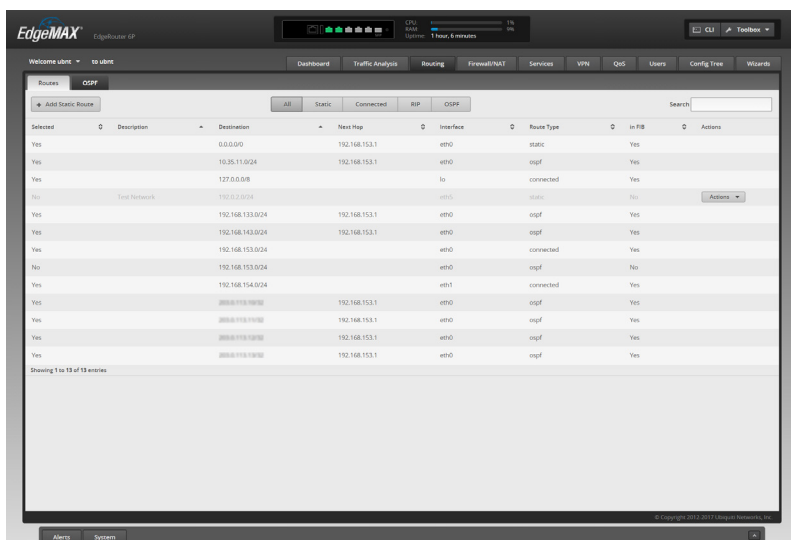 EdgeMAX EdgeRouter 6P CPU: 1% CLI Toolbox
RAM: 9%
Uptime: 1 hour, 6 minutes
Welcome ubnt to ubnt Dashboard Traffic Analysis Routing Firewall/NAT Services VPN QoS Users Config Tree Wizards
Routes OSPF
+ Add Static Route All Static Connected RIP OSPF Search
Selected Description Destination Next Hop Interface Route Type in FIB Actions
Yes 0.0.0.0/0 192.168.153.1 eth0 static Yes
Yes 10.35.11.0/24 192.168.153.1 eth0 ospf Yes
Yes 127.0.0.0/8 lo connected Yes
No Test Network 192.0.2.0/24 eth5 static No Actions
Yes 192.168.133.0/24 192.168.153.1 eth0 ospf Yes
Yes 192.168.143.0/24 192.168.153.1 eth0 ospf Yes
Yes 192.168.153.0/24 eth0 connected Yes
No 192.168.153.0/24 eth0 ospf No
Yes 192.168.154.0/24 eth1 connected Yes
Yes 192.168.153.1 eth0 ospf Yes
Yes 192.168.153.1 eth0 ospf Yes
Yes 192.168.153.1 eth0 ospf Yes
Yes 192.168.153.1 eth0 ospf Yes
Showing 1 to 13 of 13 entries
© Copyright 2012-2017 Ubiquiti Networks, Inc.
Alerts System